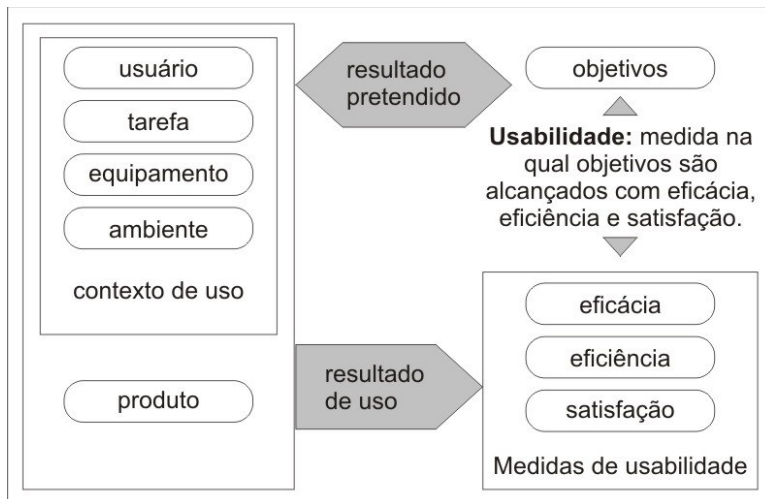 usuário
tarefa
equipamento
ambiente
contexto de uso
produto
resultado
pretendido
objetivos
Usabilidade: medida na
qual objetivos são
alcançados com eficácia,
eficiência e satisfação.
resultado
de uso
eficácia
eficiência
satisfação
Medidas de usabilidade